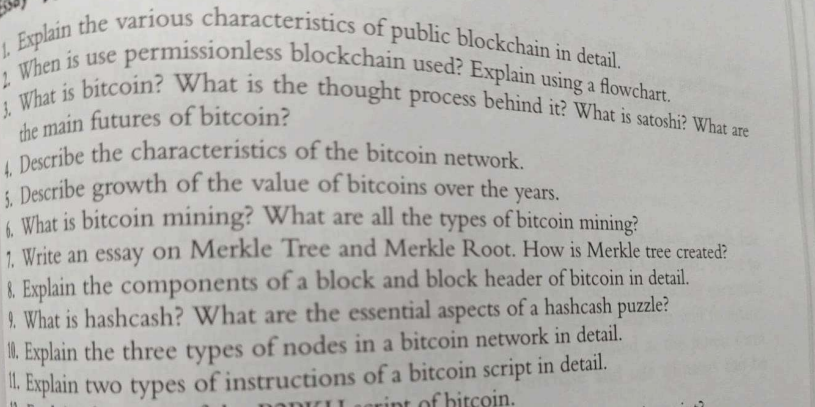 Essay
1. Explain the various characteristics of public blockchain in detail.
2. When is use permissionless blockchain used? Explain using a flowchart.
3. What is bitcoin? What is the thought process behind it? What is satoshi? What are
the main futures of bitcoin?
4. Describe the characteristics of the bitcoin network.
5. Describe growth of the value of bitcoins over the years.
6. What is bitcoin mining? What are all the types of bitcoin mining?
7. Write an essay on Merkle Tree and Merkle Root. How is Merkle tree created?
8. Explain the components of a block and block header of bitcoin in detail.
9. What is hashcash? What are the essential aspects of a hashcash puzzle?
10. Explain the three types of nodes in a bitcoin network in detail.
11. Explain two types of instructions of a bitcoin script in detail.
script of bitcoin.